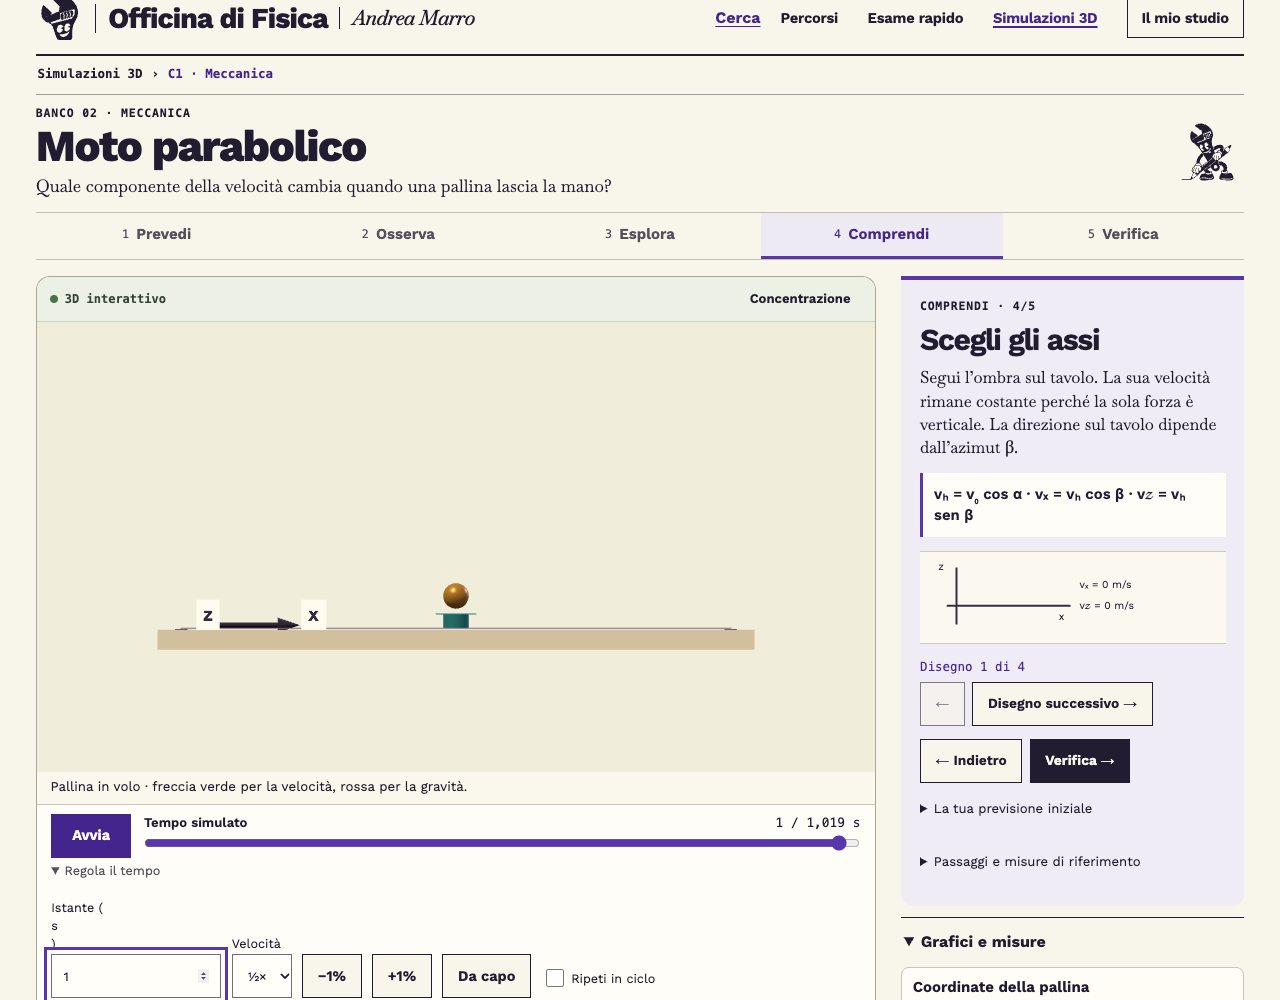 Officina di Fisica
Andrea Marro
Cerca
Percorsi
Esame rapido
Simulazioni 3D
Il mio studio
Simulazioni 3D › C1 · Meccanica
BANCO 02 · MECCANICA
Moto parabolico
Quale componente della velocità cambia quando una pallina lascia la mano?
1 Prevedi
2 Osserva
3 Esplora
4 Comprendi
5 Verifica
3D interattivo
Concentrazione
Z
X
Pallina in volo · freccia verde per la velocità, rossa per la gravità.
Avvia
Tempo simulato
1 / 1,019 s
▼ Regola il tempo
Istante (
s
)
1
Velocità
½×
−1%
+1%
Da capo
Ripeti in ciclo
COMPRENDI · 4/5
Scegli gli assi
Segui l’ombra sul tavolo. La sua velocità
rimane costante perché la sola forza è
verticale. La direzione sul tavolo dipende
dall’azimut β.
vₕ = v₀ cos α · vₓ = vₕ cos β · v𝑧 = vₕ
sen β
z
x
vₓ = 0 m/s
v𝑧 = 0 m/s
Disegno 1 di 4
←
Disegno successivo →
← Indietro
Verifica →
▶ La tua previsione iniziale
▶ Passaggi e misure di riferimento
▼ Grafici e misure
Coordinate della pallina